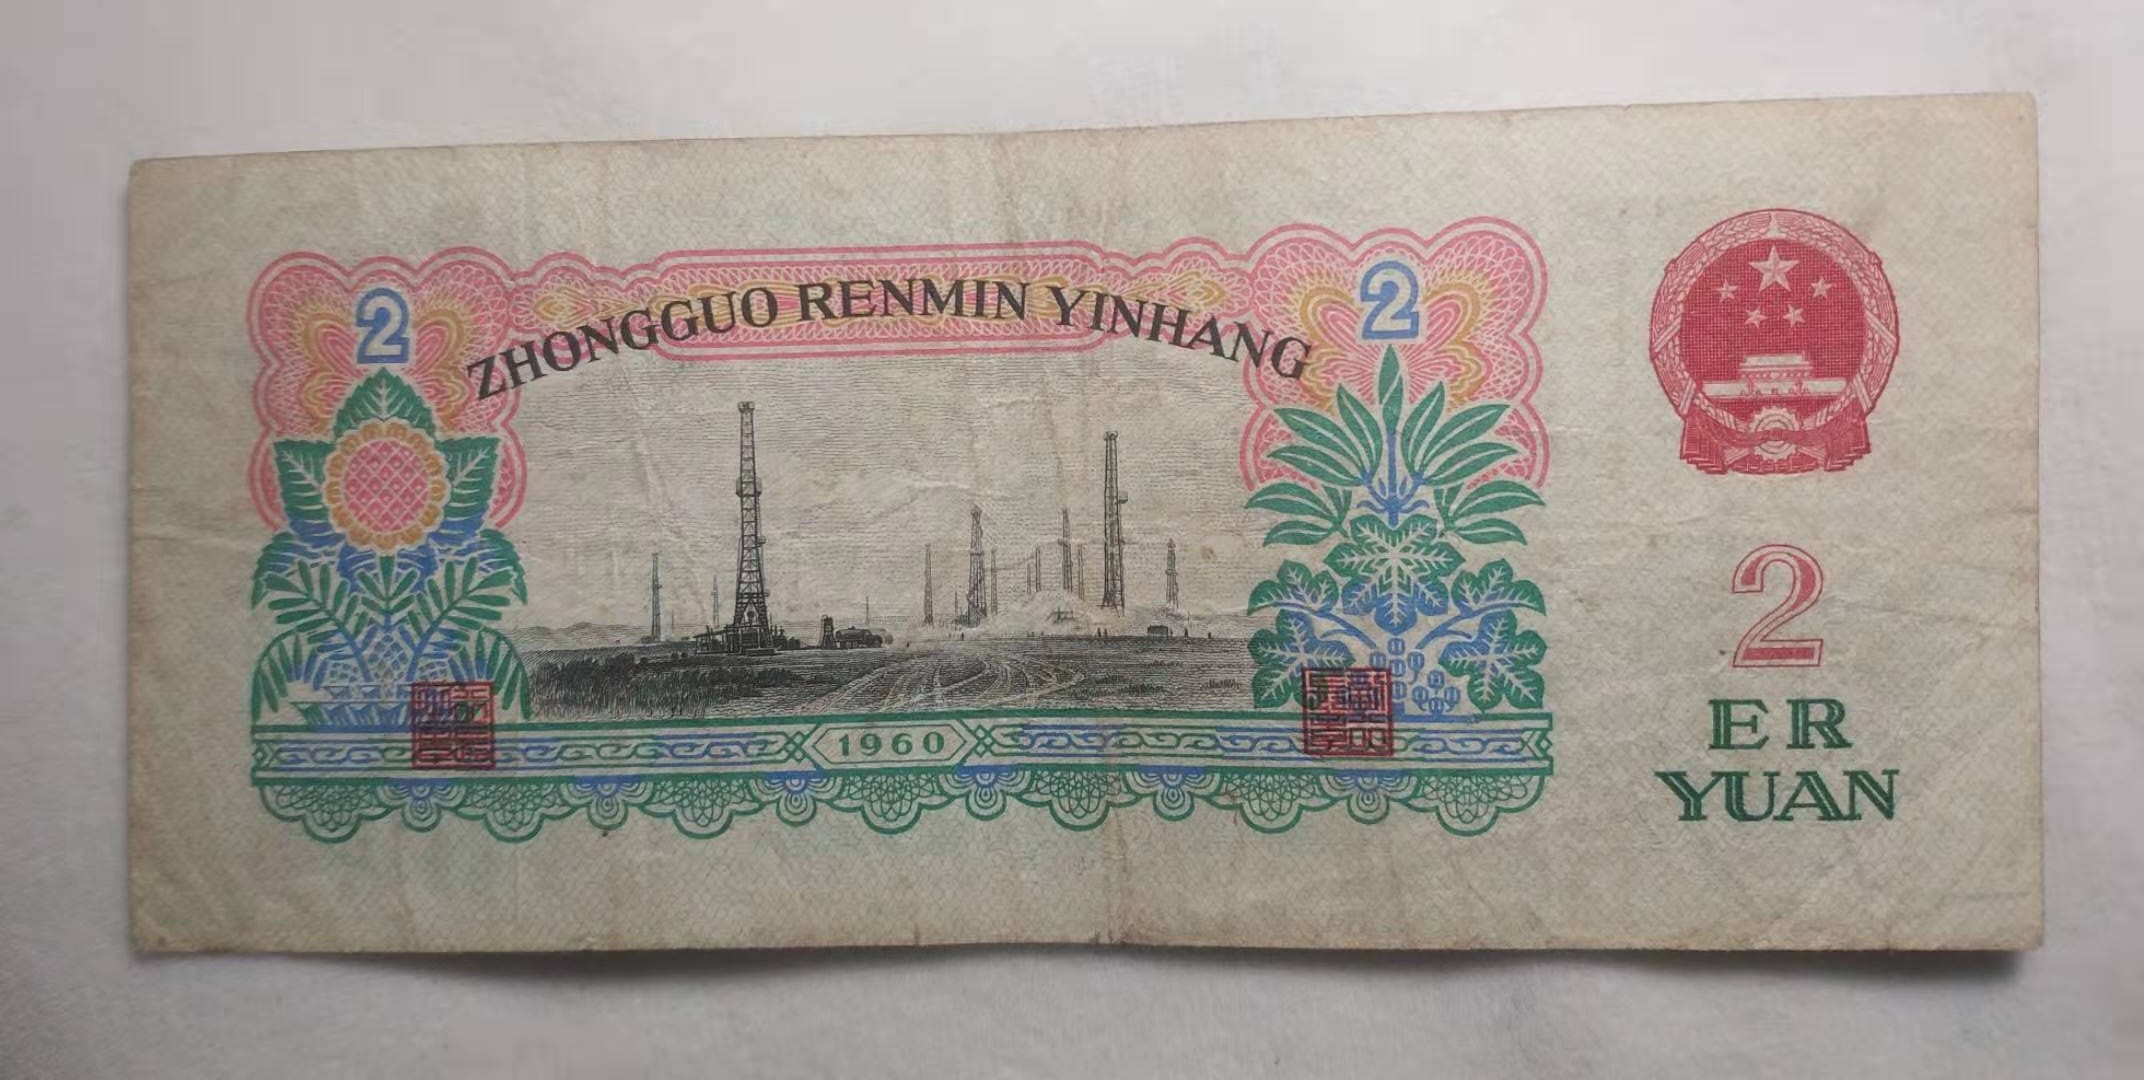 2
2
ZHONGGUO RENMIN YINHANG
1960
2
ER
YUAN